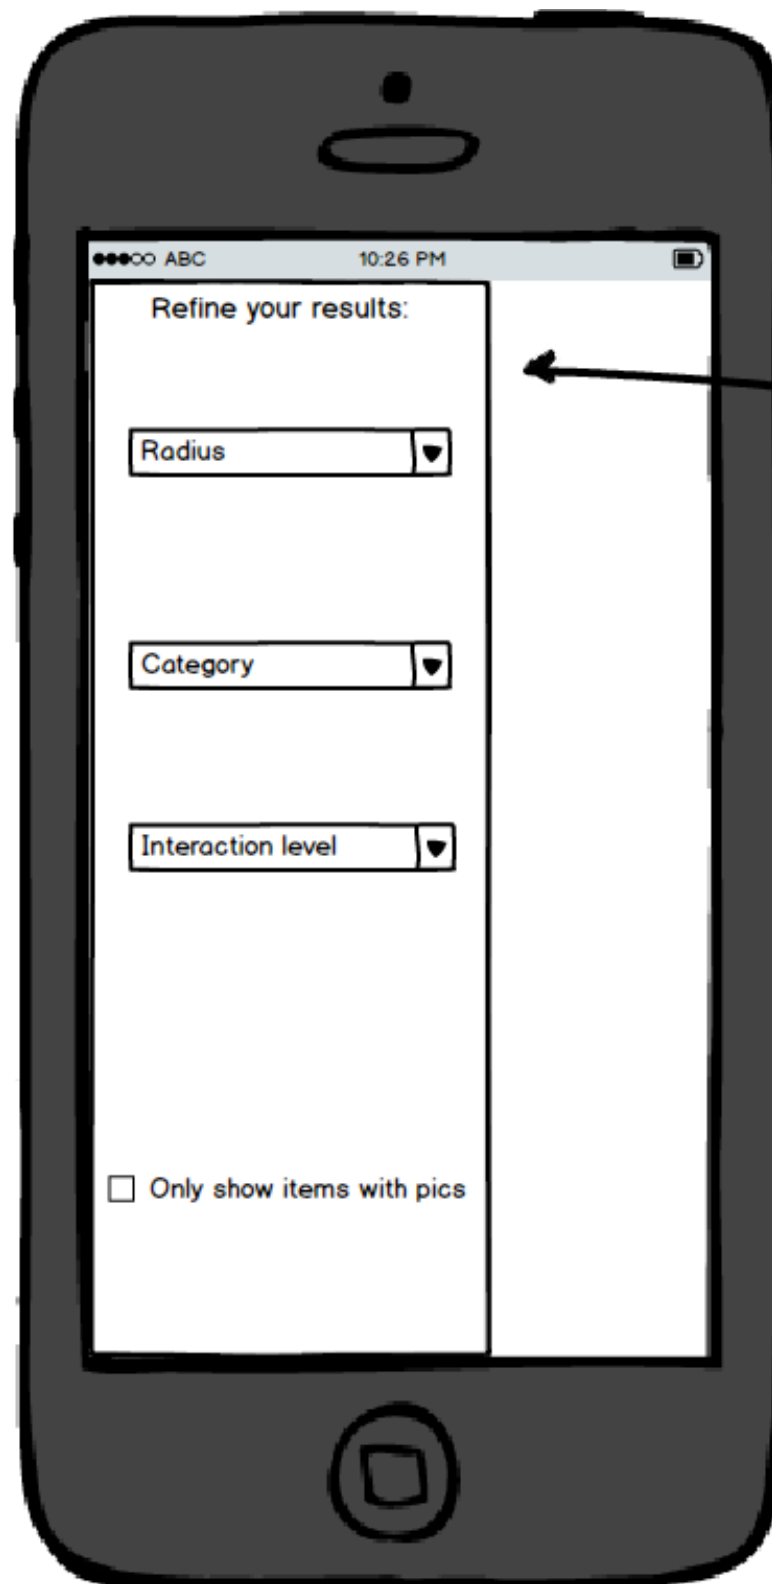 ABC 10:26 PM
Refine your results:
Radius
Category
Interaction level
Only show items with pics